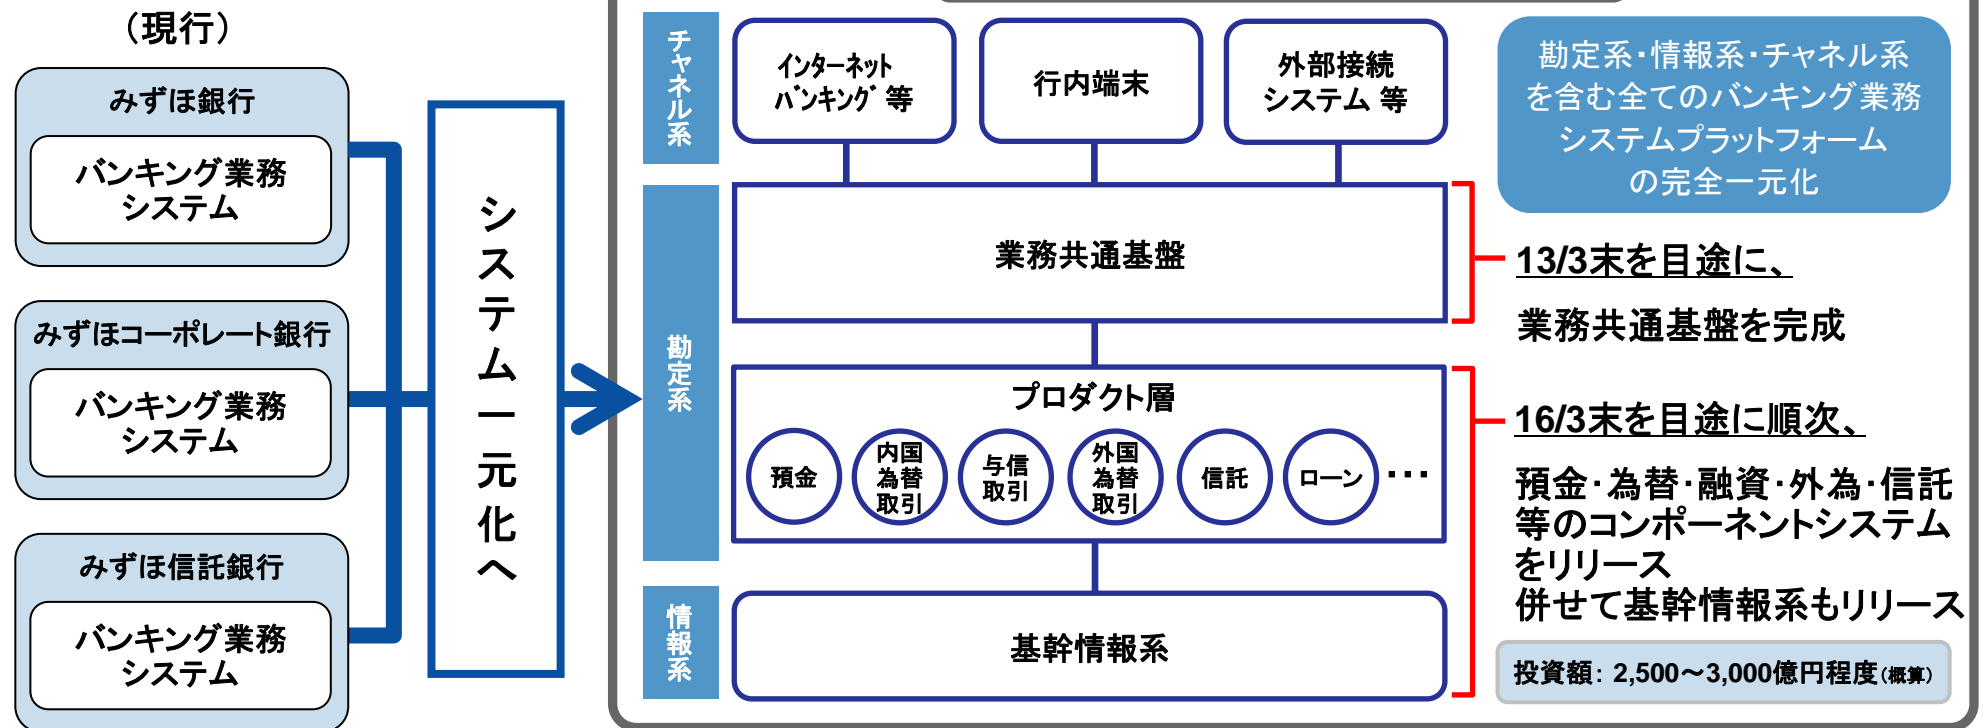 （現行）
みずほ銀行
バンキング業務
システム
みずほコーポレート銀行
バンキング業務
システム
みずほ信託銀行
バンキング業務
システム
システム一元化へ
チャネル系
インターネット
バンキング 等
行内端末
外部接続
システム 等
勘定系
業務共通基盤
プロダクト層
預金
内国
為替
取引
与信
取引
外国
為替
取引
信託
ローン
･･･
情報系
基幹情報系
勘定系・情報系・チャネル系
を含む全てのバンキング業務
システムプラットフォーム
の完全一元化
13/3末を目途に、
業務共通基盤を完成
16/3末を目途に順次、
預金・為替・融資・外為・信託
等のコンポーネントシステム
をリリース
併せて基幹情報系もリリース
投資額： 2,500～3,000億円程度（概算）